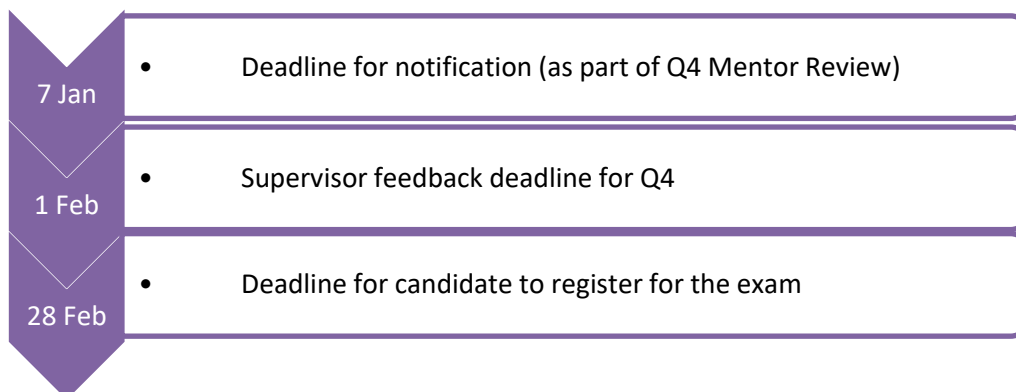 7 Jan
• Deadline for notification (as part of Q4 Mentor Review)
1 Feb
• Supervisor feedback deadline for Q4
28 Feb
• Deadline for candidate to register for the exam